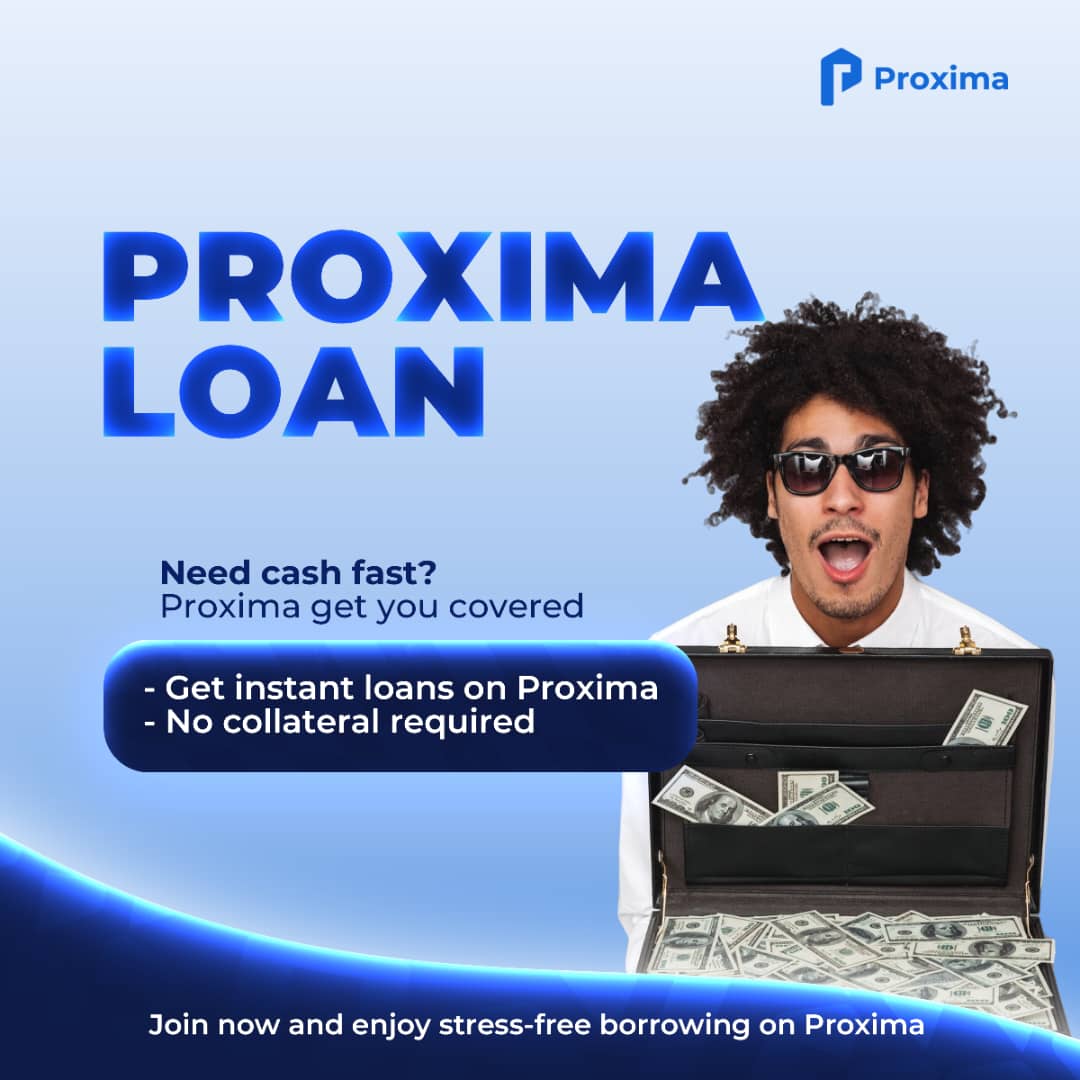 Proxima
PROXIMA
LOAN
Need cash fast?
Proxima get you covered
- Get instant loans on Proxima
- No collateral required
Join now and enjoy stress-free borrowing on Proxima